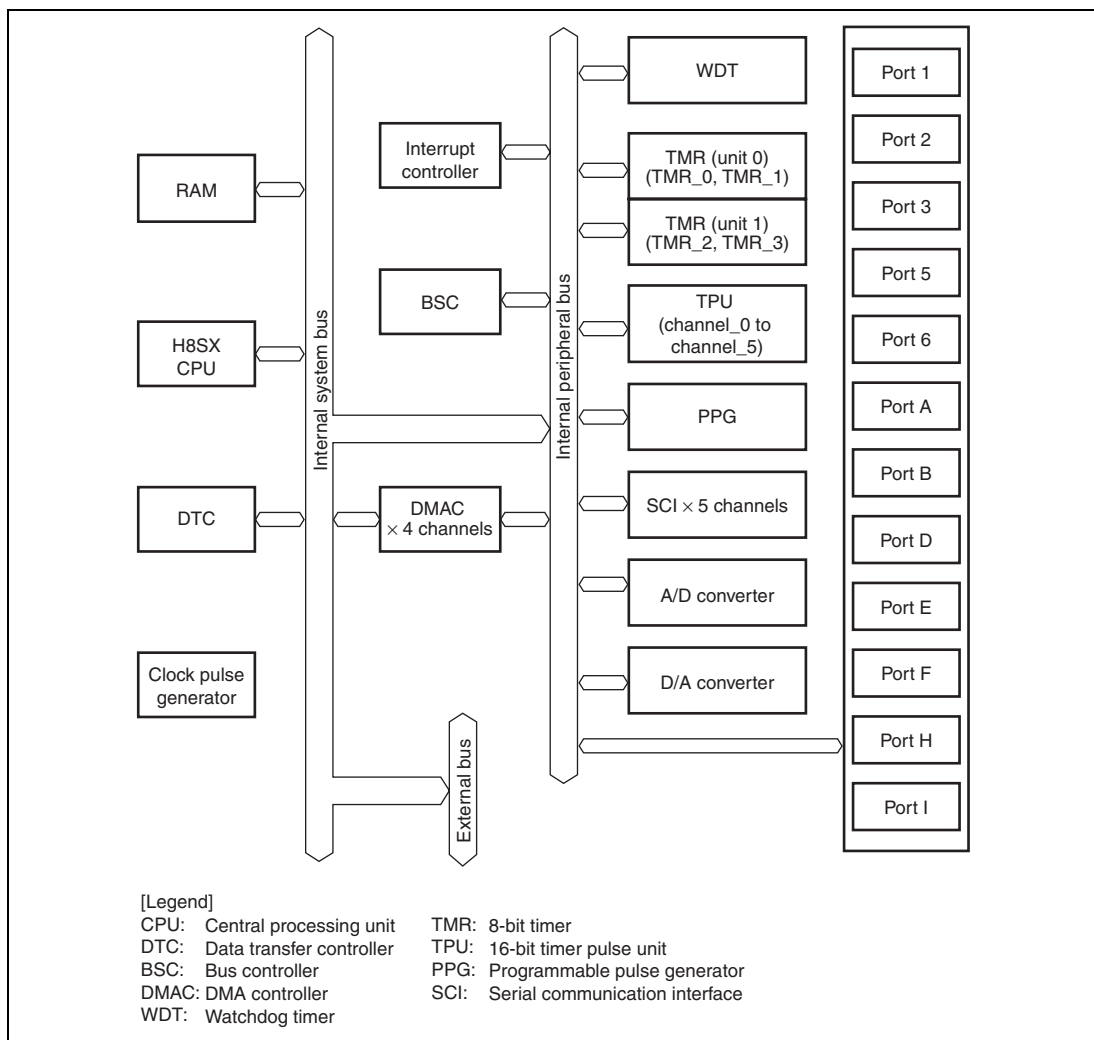 RAM
H8SX
CPU
DTC
Clock pulse
generator
Internal system bus
Interrupt
controller
BSC
DMAC
× 4 channels
External bus
Internal peripheral bus
WDT
TMR (unit 0)
(TMR_0, TMR_1)
TMR (unit 1)
(TMR_2, TMR_3)
TPU
(channel_0 to
channel_5)
PPG
SCI × 5 channels
A/D converter
D/A converter
Port 1
Port 2
Port 3
Port 5
Port 6
Port A
Port B
Port D
Port E
Port F
Port H
Port I
[Legend]
CPU: Central processing unit
DTC: Data transfer controller
BSC: Bus controller
DMAC: DMA controller
WDT: Watchdog timer
TMR: 8-bit timer
TPU: 16-bit timer pulse unit
PPG: Programmable pulse generator
SCI: Serial communication interface